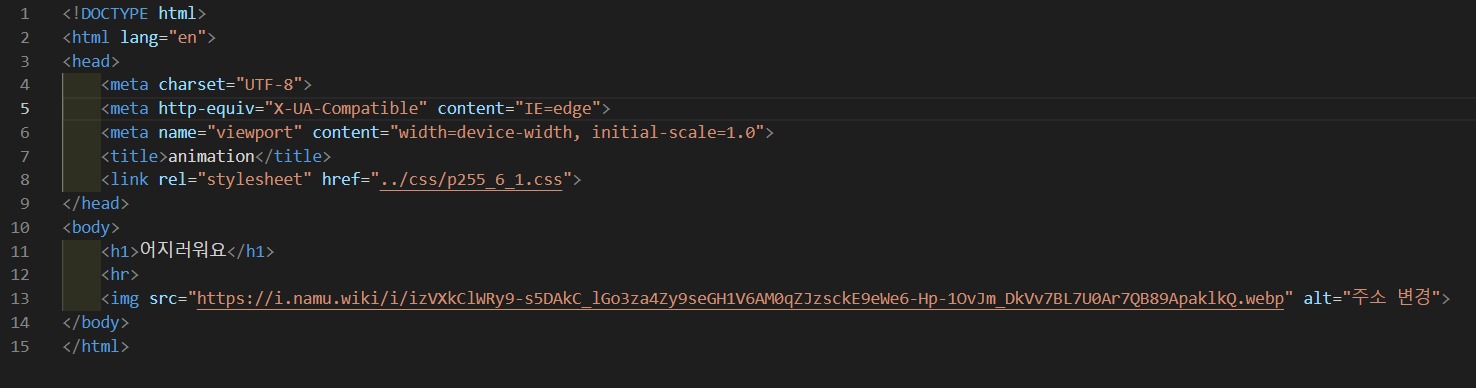 1 <!DOCTYPE html>
2 <html lang="en">
3 <head>
4 <meta charset="UTF-8">
5 <meta http-equiv="X-UA-Compatible" content="IE=edge">
6 <meta name="viewport" content="width=device-width, initial-scale=1.0">
7 <title>animation</title>
8 <link rel="stylesheet" href="../css/p255_6_1.css">
9 </head>
10 <body>
11 <h1>어지러워요</h1>
12 <hr>
13 <img src="https://i.namu.wiki/i/izVXkClWRy9-s5DAkC_lGo3za4Zy9seGH1V6AM0qZJzsckE9eWe6-Hp-1OvJm_DkVv7BL7U0Ar7QB89ApaklkQ.webp" alt="주소 변경">
14 </body>
15 </html>